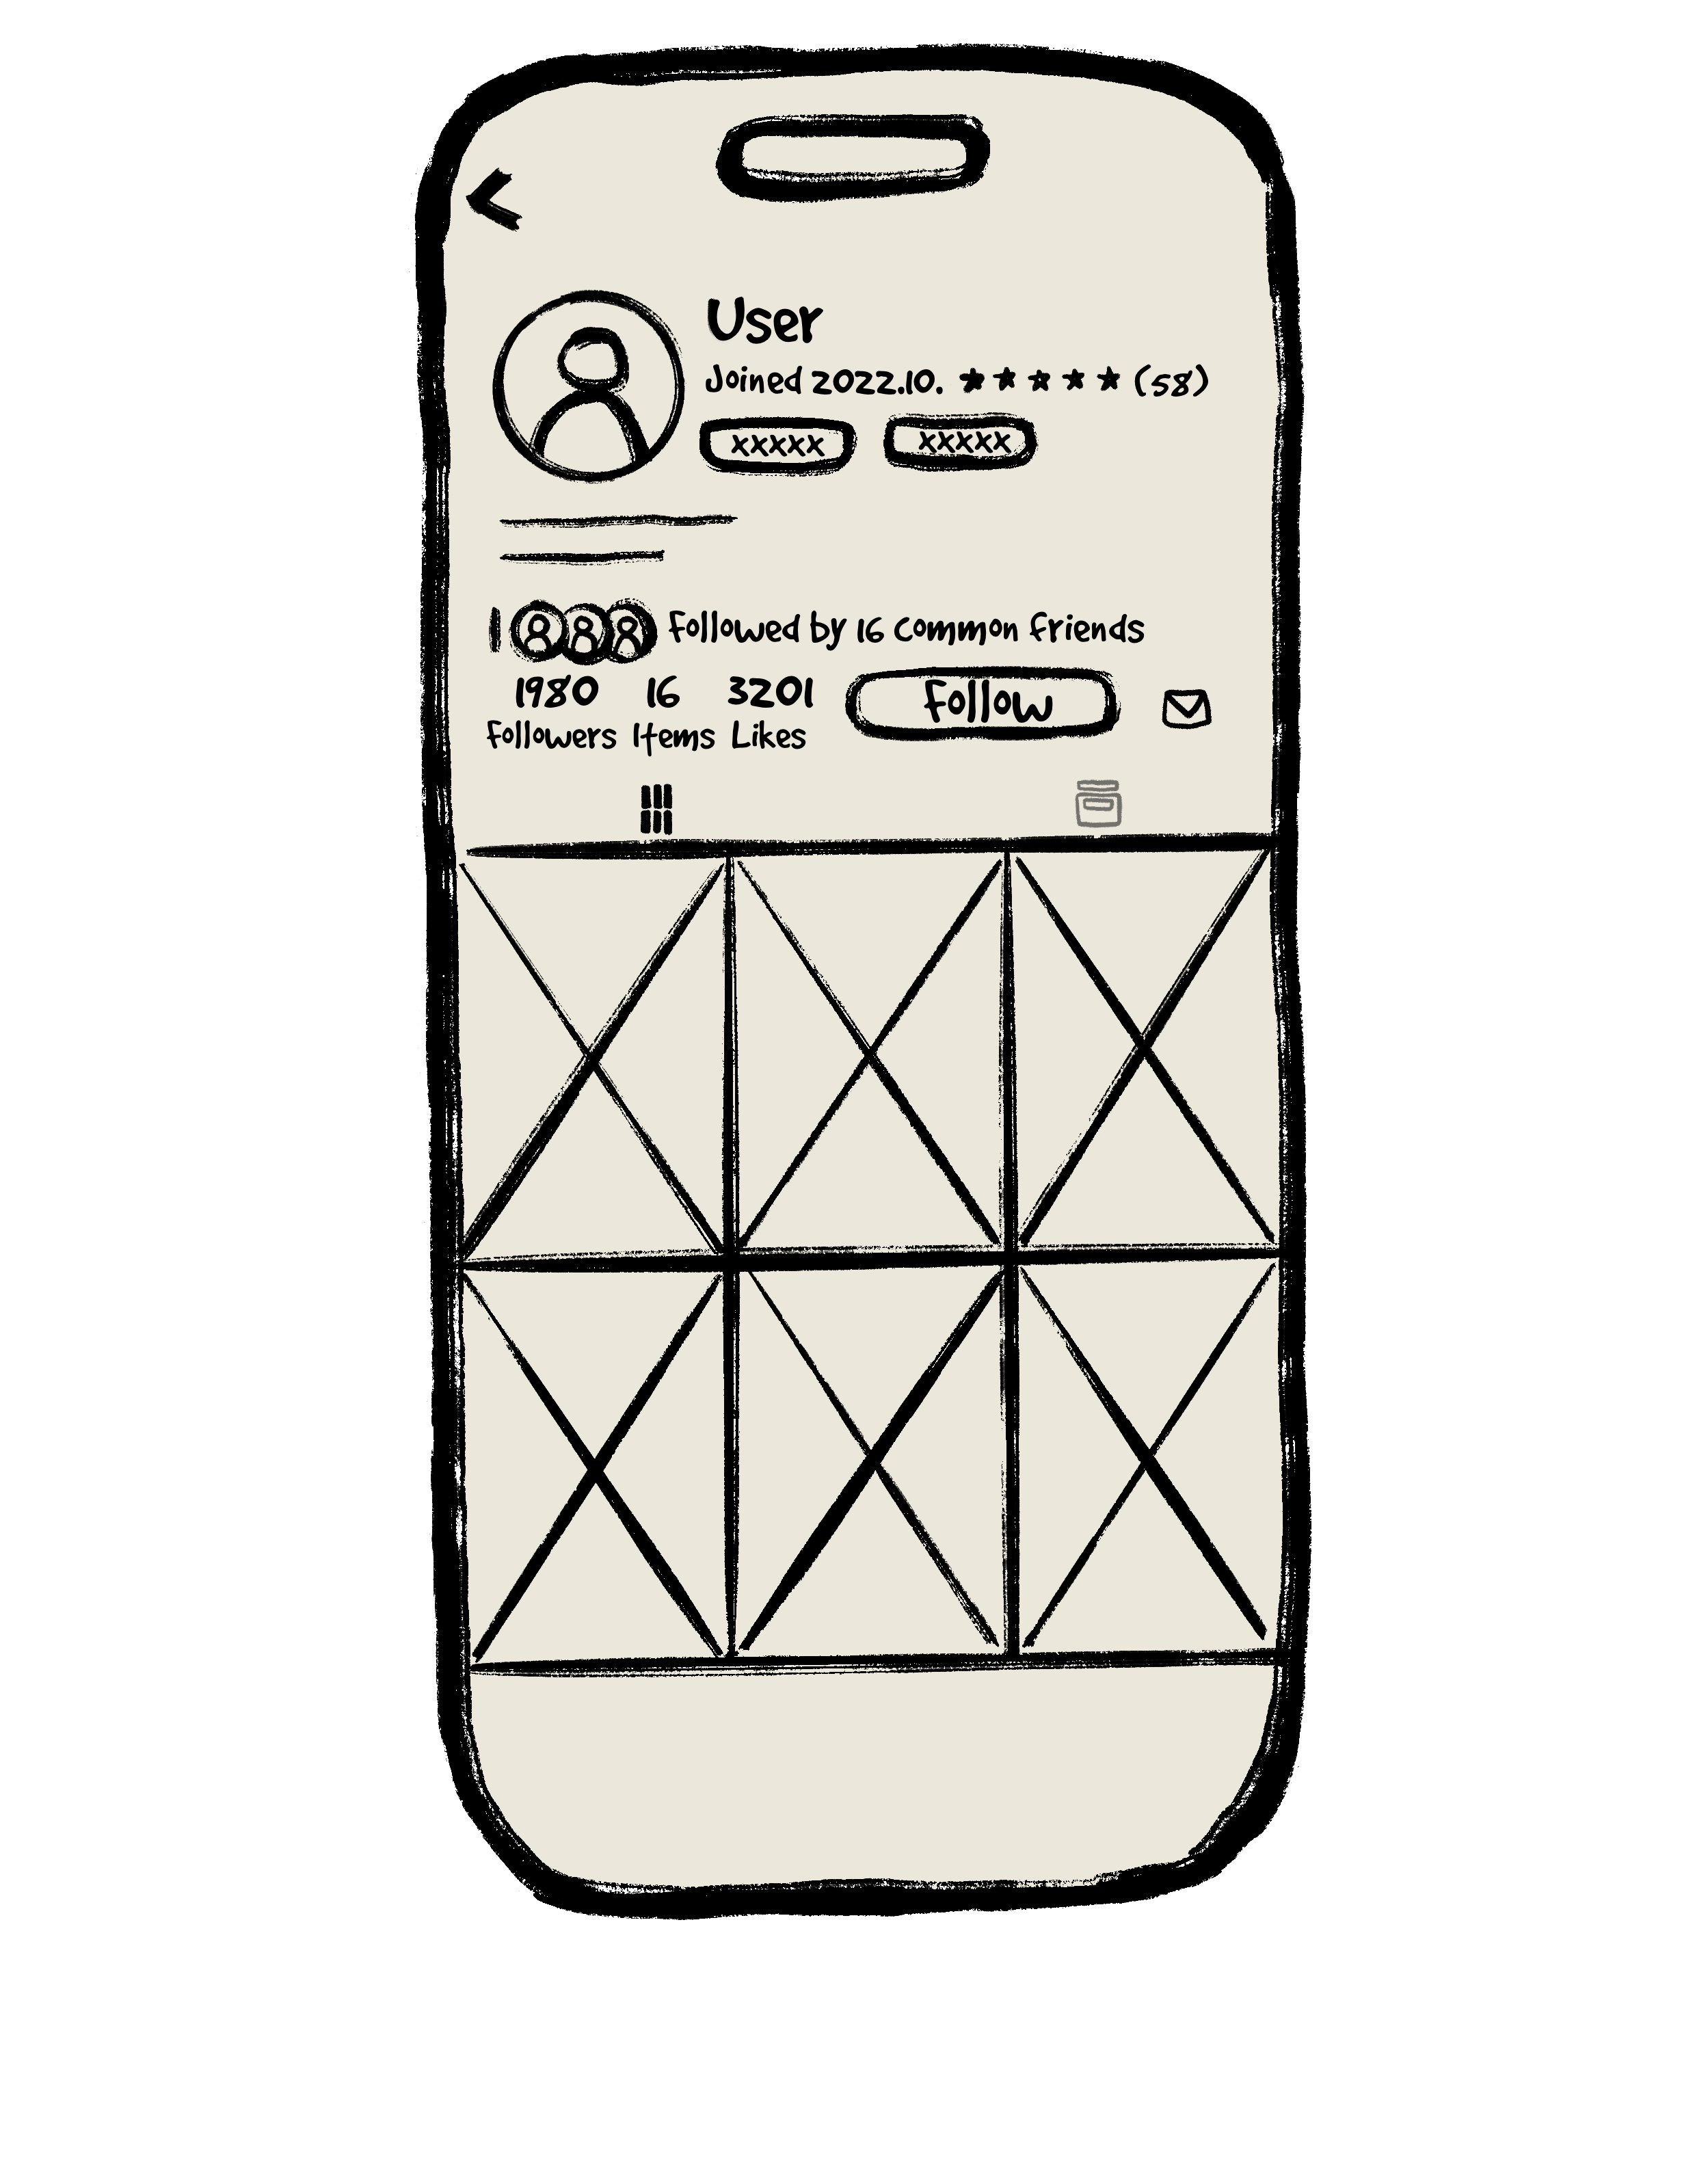 User
Joined 2022.10. ★ ★ ★ ★ ★ (58)
xxxxx xxxxx
Followed by 16 common friends
1980 16 3201
Followers Items Likes
Follow